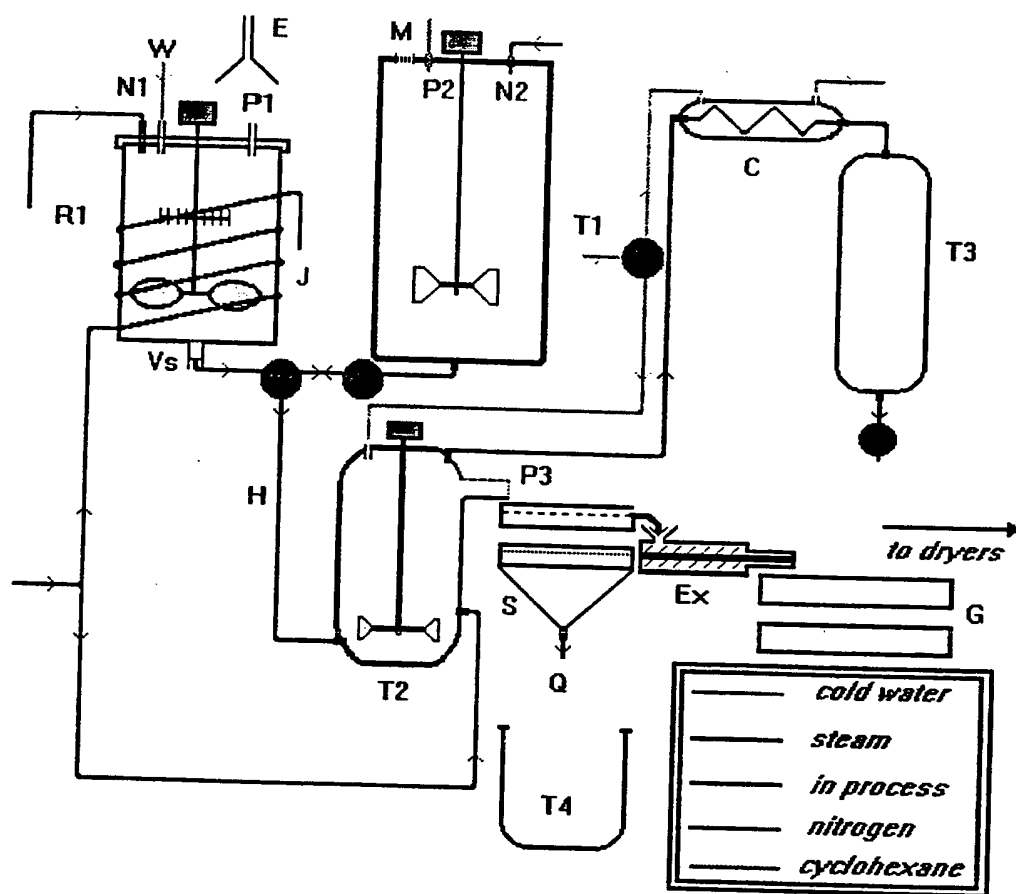 E
M
W
N1
P1
P2
N2
C
R1
T1
T3
J
Vs
P3
H
to dryers
S
Ex
G
T2
Q
cold water
steam
T4
in process
nitrogen
cyclohexane